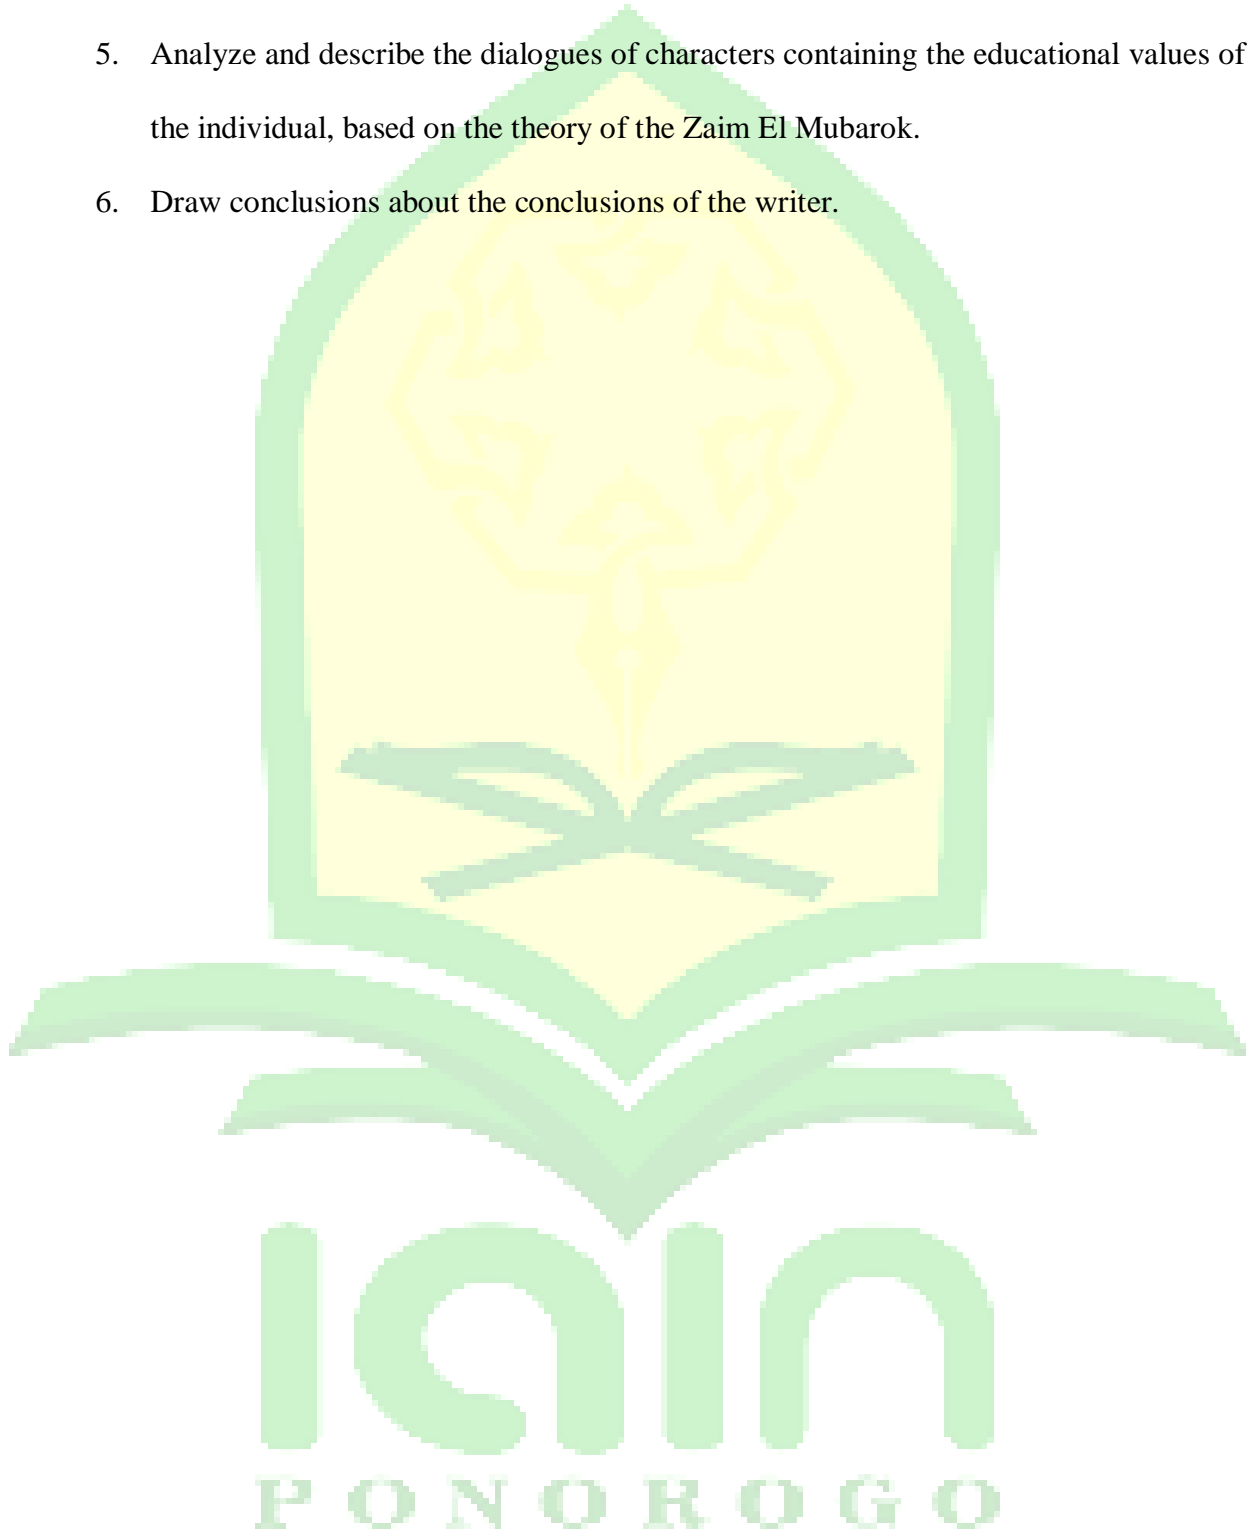 5. Analyze and describe the dialogues of characters containing the educational values of
the individual, based on the theory of the Zaim El Mubarok.
6. Draw conclusions about the conclusions of the writer.
iain
PONOROGO